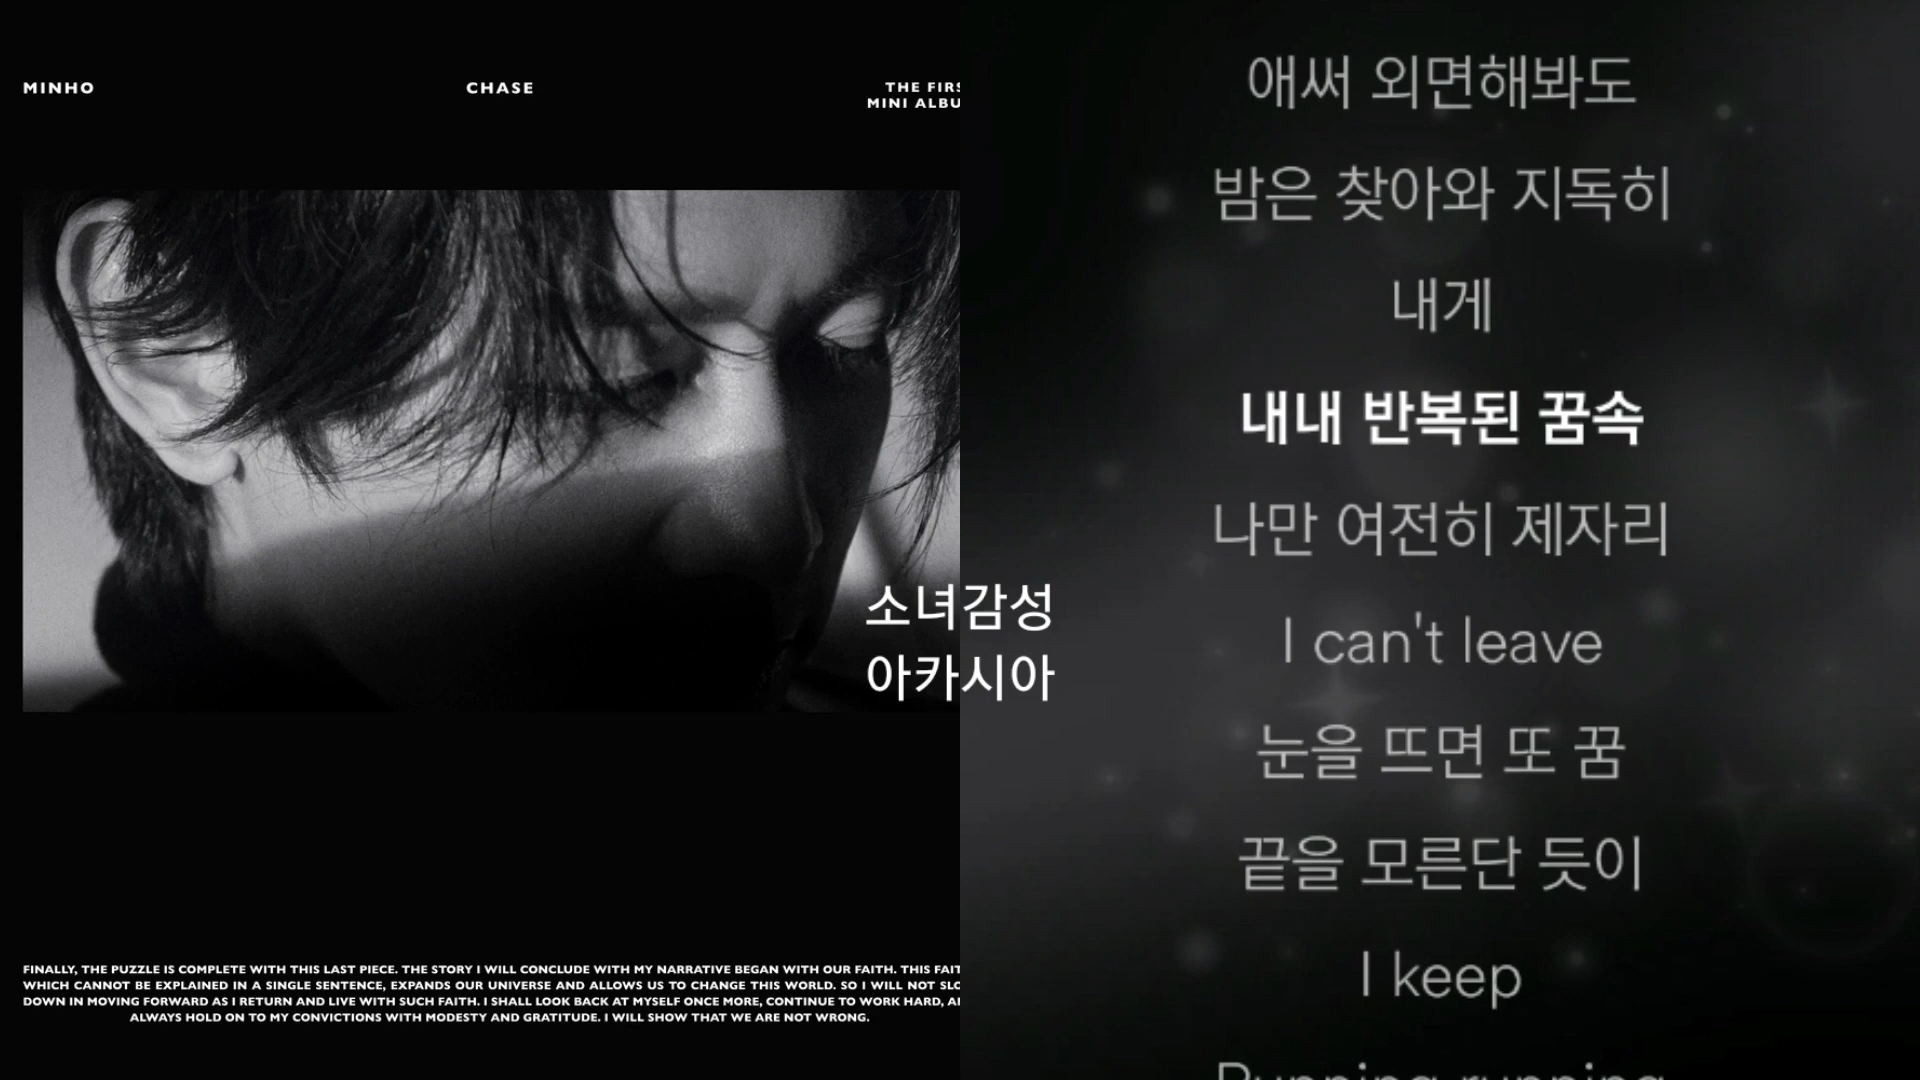 MINHO
CHASE
THE FIRS
MINI ALBU
소녀감성
아카시아
FINALLY, THE PUZZLE IS COMPLETE WITH THIS LAST PIECE. THE STORY I WILL CONCLUDE WITH MY NARRATIVE BEGAN WITH OUR FAITH. THIS FAIT
WHICH CANNOT BE EXPLAINED IN A SINGLE SENTENCE, EXPANDS OUR UNIVERSE AND ALLOWS US TO CHANGE THIS WORLD. SO I WILL NOT SLO
DOWN IN MOVING FORWARD AS I RETURN AND LIVE WITH SUCH FAITH. I SHALL LOOK BACK AT MYSELF ONCE MORE, CONTINUE TO WORK HARD, A
ALWAYS HOLD ON TO MY CONVICTIONS WITH MODESTY AND GRATITUDE. I WILL SHOW THAT WE ARE NOT WRONG.
애써 외면해봐도
밤은 찾아와 지독히
내게
내내 반복된 꿈속
나만 여전히 제자리
I can't leave
눈을 뜨면 또 꿈
끝을 모른단 듯이
I keep
Running running